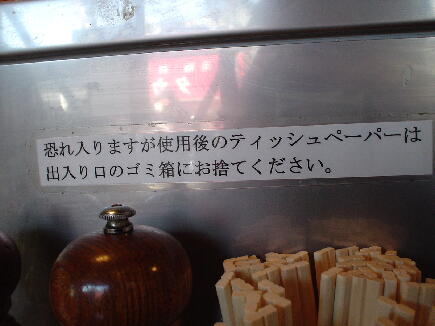 恐れ入りますが使用後のティッシュペーパーは
出入り口のゴミ箱にお捨てください。